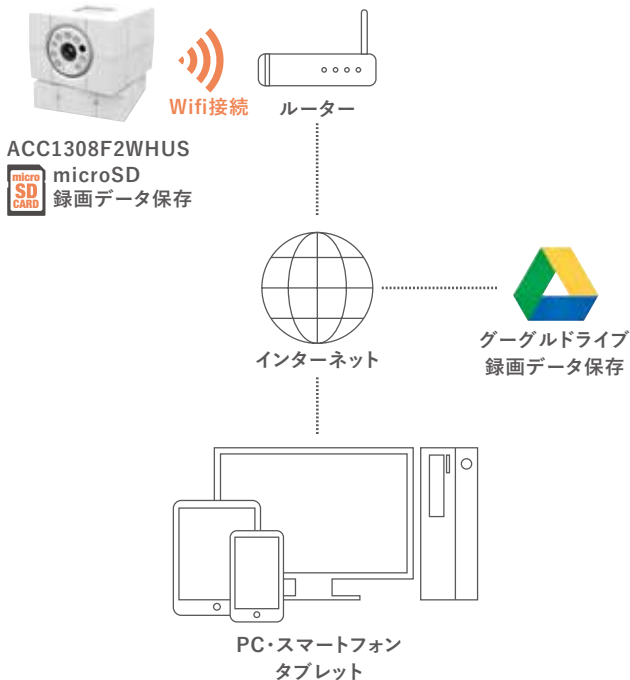 Wifi接続
ルーター
ACC1308F2WHUS
micro
SD
CARD
microSD
録画データ保存
インターネット
グーグルドライブ
録画データ保存
PC・スマートフォン
タブレット